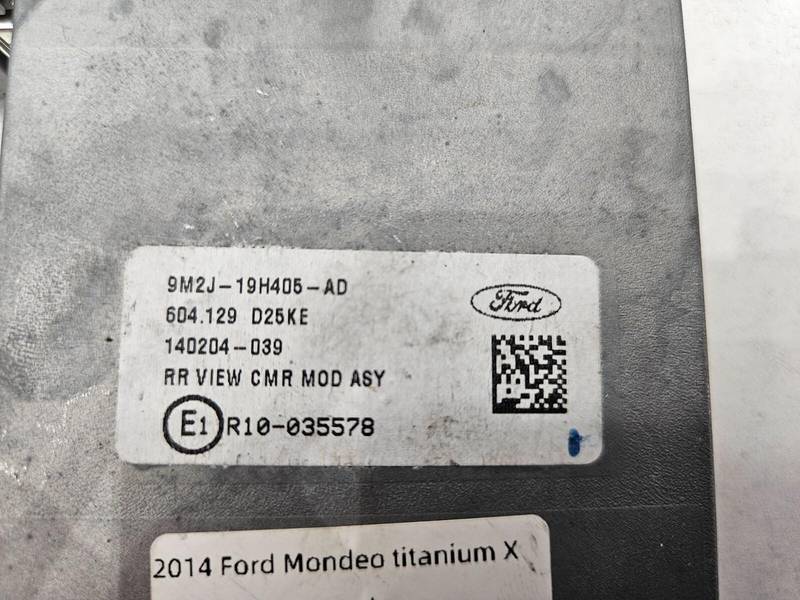 9M2J-19H405-AD
Ford
604.129 D25KE
140204-039
RR VIEW CMR MOD ASY
E1 R10-035578
2014 Ford Mondeo titanium X